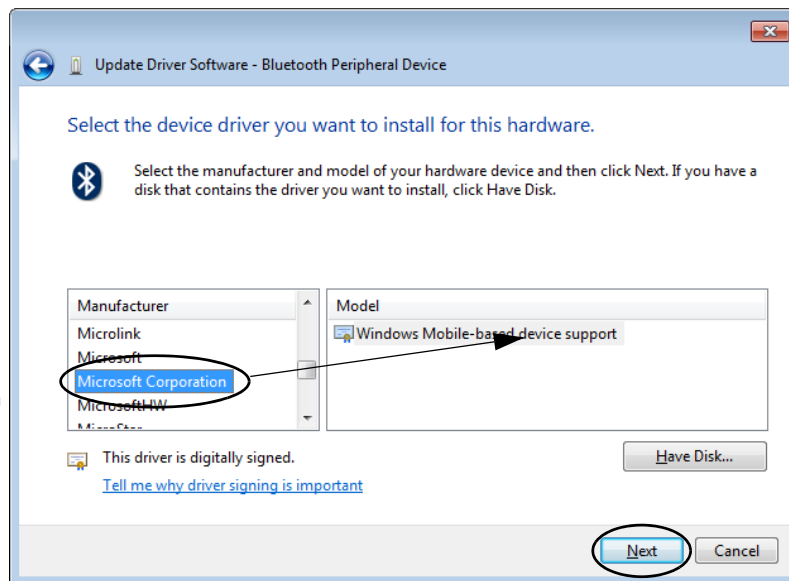 Update Driver Software - Bluetooth Peripheral Device
Select the device driver you want to install for this hardware.
Select the manufacturer and model of your hardware device and then click Next. If you have a
disk that contains the driver you want to install, click Have Disk.
Manufacturer
Model
Microlink
Windows Mobile-based device support
Microsoft
Microsoft Corporation
MicrosoftHW
MicroStar
This driver is digitally signed.
Have Disk...
Tell me why driver signing is important
Next
Cancel